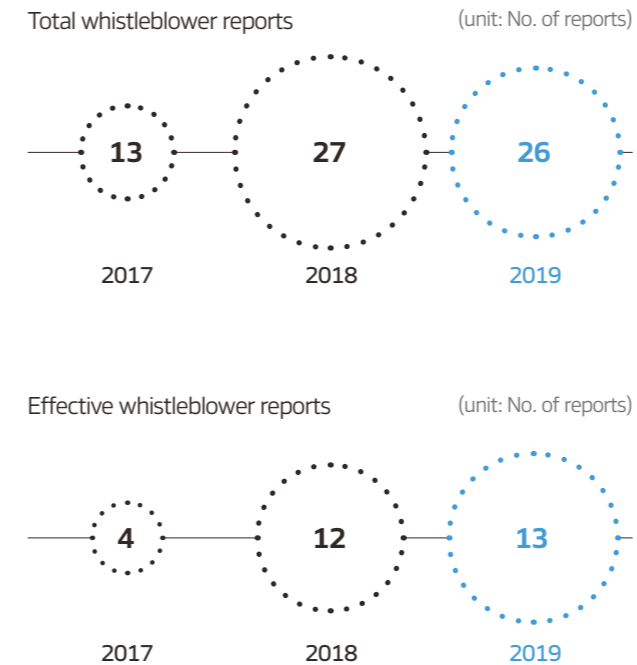 Total whistleblower reports (unit: No. of reports)
13 27 26
2017 2018 2019
Effective whistleblower reports (unit: No. of reports)
4 12 13
2017 2018 2019